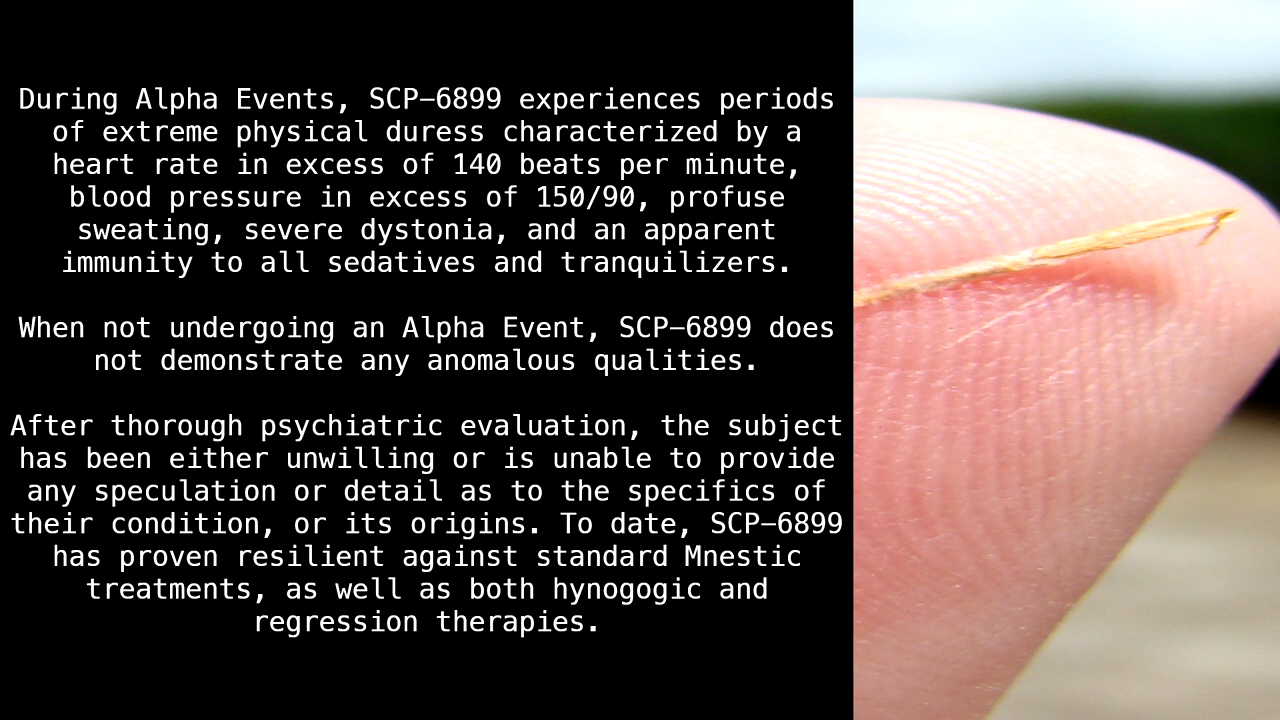 During Alpha Events, SCP–6899 experiences periods
of extreme physical duress characterized by a
heart rate in excess of 140 beats per minute,
blood pressure in excess of 150/90, profuse
sweating, severe dystonia, and an apparent
immunity to all sedatives and tranquilizers.
When not undergoing an Alpha Event, SCP–6899 does
not demonstrate any anomalous qualities.
After thorough psychiatric evaluation, the subject
has been either unwilling or is unable to provide
any speculation or detail as to the specifics of
their condition, or its origins. To date, SCP–6899
has proven resilient against standard Mnestic
treatments, as well as both hynogogic and
regression therapies.